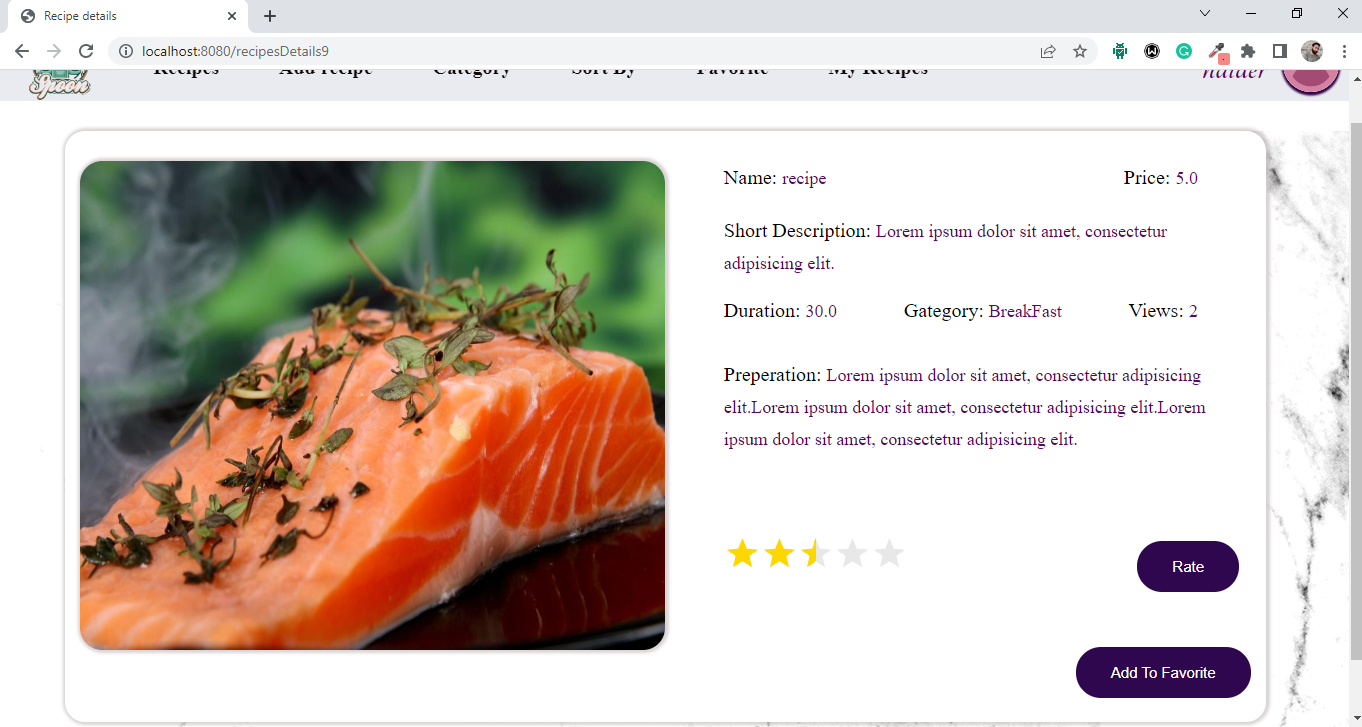 Recipe details
localhost:8080/recipesDetails9
Spoon
Recipes Add recipe Category Sort By Favorite My Recipes
haider
Name: recipe Price: 5.0
Short Description: Lorem ipsum dolor sit amet, consectetur
adipisicing elit.
Duration: 30.0 Gategory: BreakFast Views: 2
Preperation: Lorem ipsum dolor sit amet, consectetur adipisicing
elit.Lorem ipsum dolor sit amet, consectetur adipisicing elit.Lorem
ipsum dolor sit amet, consectetur adipisicing elit.
Rate
Add To Favorite